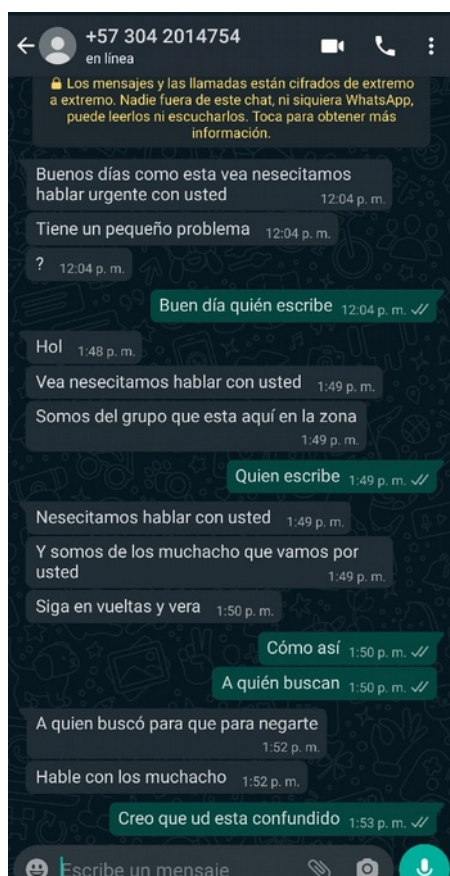 +57 304 2014754
en línea
Los mensajes y las llamadas están cifrados de extremo
a extremo. Nadie fuera de este chat, ni siquiera WhatsApp,
puede leerlos ni escucharlos. Toca para obtener más
información.
Buenos días como esta vea nesecitamos
hablar urgente con usted 12:04 p. m.
Tiene un pequeño problema 12:04 p. m.
? 12:04 p. m.
Buen día quién escribe 12:04 p. m.
Hol 1:48 p. m.
Vea nesecitamos hablar con usted 1:49 p. m.
Somos del grupo que esta aquí en la zona
1:49 p. m.
Quien escribe 1:49 p. m.
Nesecitamos hablar con usted 1:49 p. m.
Y somos de los muchacho que vamos por
usted 1:49 p. m.
Siga en vueltas y vera 1:50 p. m.
Cómo así 1:50 p. m.
A quién buscan 1:50 p. m.
A quien buscó para que para negarte
1:52 p. m.
Hable con los muchacho 1:52 p. m.
Creo que ud esta confundido 1:53 p. m.
Escribe un mensaje